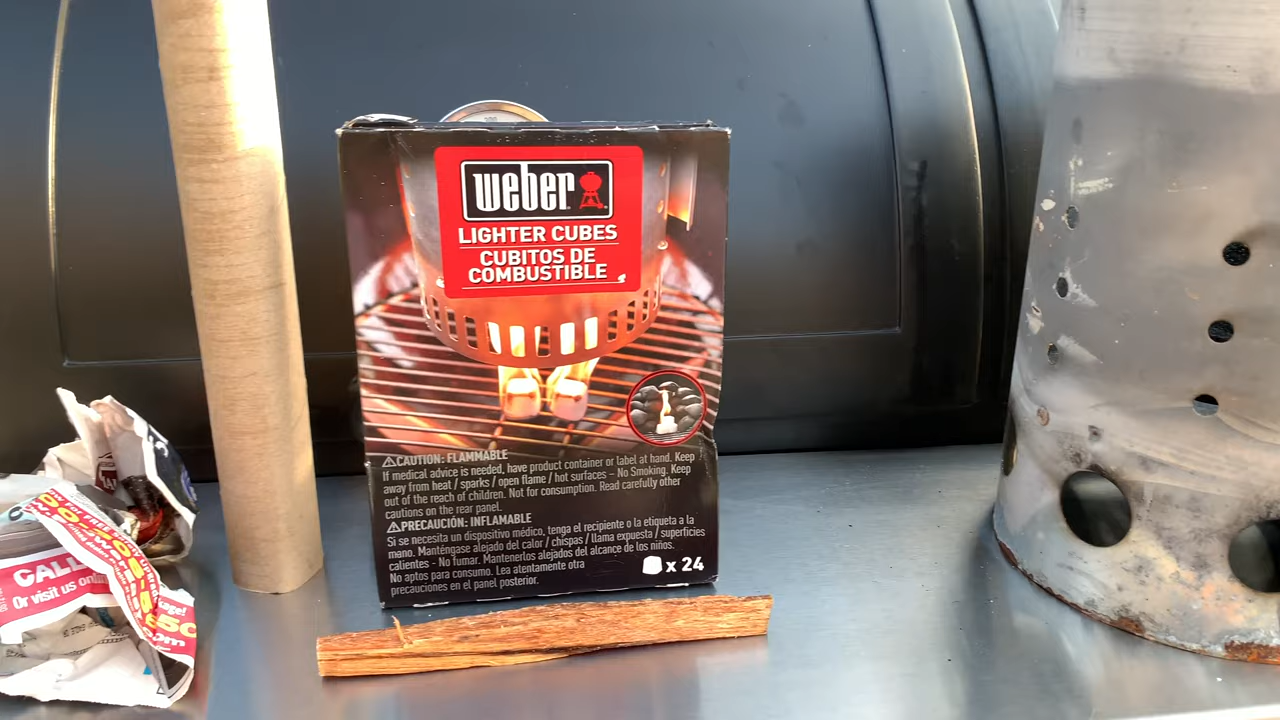 weber
LIGHTER CUBES
CUBITOS DE
COMBUSTIBLE
⚠CAUTION: FLAMMABLE
If medical advice is needed, have product container or label at hand. Keep
away from heat / sparks / open flame / hot surfaces – No Smoking. Keep
out of the reach of children. Not for consumption. Read carefully other
cautions on the rear panel.
⚠PRECAUCIÓN: INFLAMABLE
Si se necesita un dispositivo médico, tenga el recipiente o la etiqueta a la
mano. Manténgase alejado del calor / chispas / llama expuesta / superficies
calientes - No fumar. Mantenerlos alejados del alcance de los niños.
No aptos para consumo. Lea atentamente otra
precauciones en el panel posterior.
x 24
CALL
Or visit us